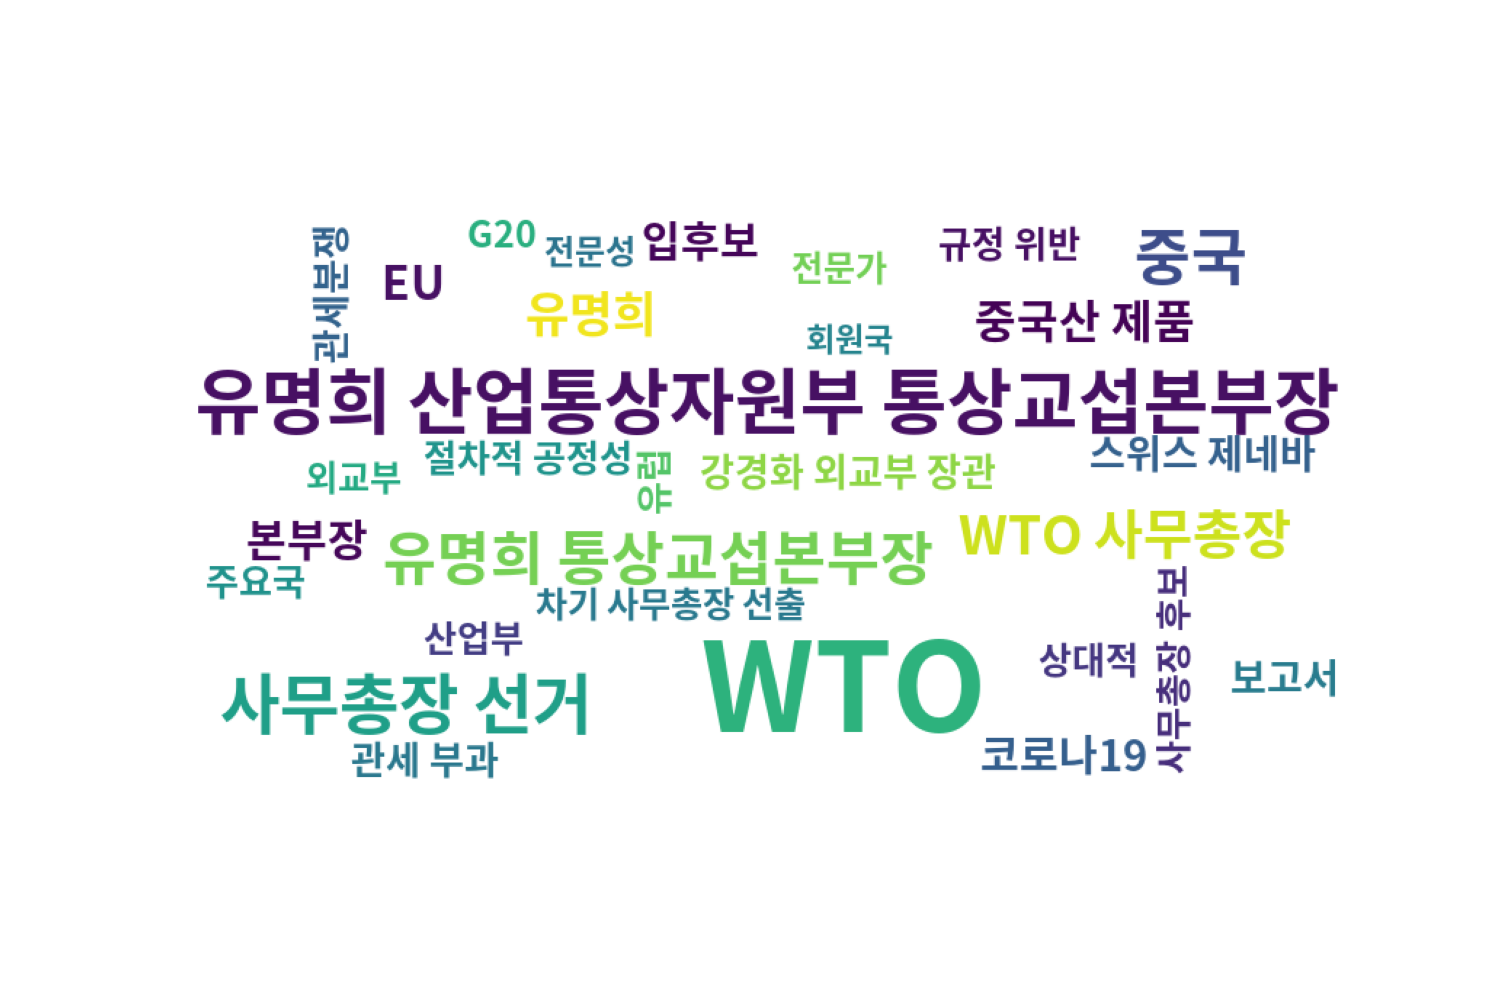 G20
전문성
입후보
전문가
규정 위반
중국
관세분쟁
EU
유명희
회원국
중국산 제품
유명희 산업통상자원부 통상교섭본부장
외교부
절차적 공정성
유럽
강경화 외교부 장관
스위스 제네바
본부장
유명희 통상교섭본부장
WTO 사무총장
주요국
차기 사무총장 선출
사무총장 후보
산업부
WTO
상대적
보고서
사무총장 선거
관세 부과
코로나19